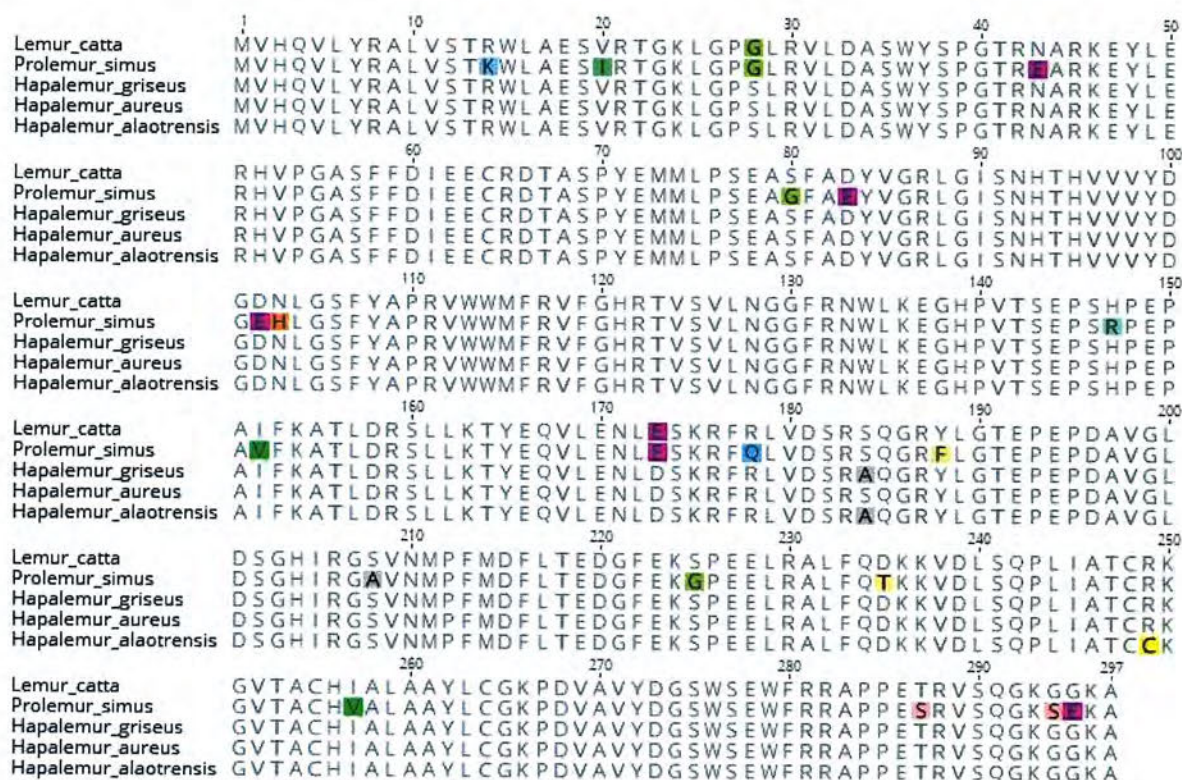 1 10 20 30 40 50
Lemur_catta MVHQVLYRALVSTRWLAESVRTGKLGPGLRVLDASWYSPGTRNARKEYLE
Prolemur_simus MVHQVLYRALVSTKWLAESIRTGKLGPGLRVLDASWYSPGTREARKEYLE
Hapalemur_griseus MVHQVLYRALVSTRWLAESVRTGKLGPSLRVLDASWYSPGTRNARKEYLE
Hapalemur_aureus MVHQVLYRALVSTRWLAESVRTGKLGPSLRVLDASWYSPGTRNARKEYLE
Hapalemur_alaotrensis MVHQVLYRALVSTRWLAESVRTGKLGPSLRVLDASWYSPGTRNARKEYLE
60 70 80 90 100
Lemur_catta RHVPGASFFDIEECRDTASPYEMMLPSEASFADYVGRLGISNHTHVVVYD
Prolemur_simus RHVPGASFFDIEECRDTASPYEMMLPSEAGFAEYVGRLGISNHTHVVVYD
Hapalemur_griseus RHVPGASFFDIEECRDTASPYEMMLPSEASFADYVGRLGISNHTHVVVYD
Hapalemur_aureus RHVPGASFFDIEECRDTASPYEMMLPSEASFADYVGRLGISNHTHVVVYD
Hapalemur_alaotrensis RHVPGASFFDIEECRDTASPYEMMLPSEASFADYVGRLGISNHTHVVVYD
110 120 130 140 150
Lemur_catta GDNLGSFYAPRVWWMFRVFGHRTVSVLNGGFRNWLKEGHPVTSEPSHPEP
Prolemur_simus GEHLGSFYAPRVWWMFRVFGHRTVSVLNGGFRNWLKEGHPVTSEPSRPEP
Hapalemur_griseus GDNLGSFYAPRVWWMFRVFGHRTVSVLNGGFRNWLKEGHPVTSEPSHPEP
Hapalemur_aureus GDNLGSFYAPRVWWMFRVFGHRTVSVLNGGFRNWLKEGHPVTSEPSHPEP
Hapalemur_alaotrensis GDNLGSFYAPRVWWMFRVFGHRTVSVLNGGFRNWLKEGHPVTSEPSHPEP
160 170 180 190 200
Lemur_catta AIFKATLDRSLLKTYEQVLENLESKRFRLVDSRSQGRYLGTEPEPDAVGL
Prolemur_simus AVFKATLDRSLLKTYEQVLENLESKRFQLVDSRSQGRFLGTEPEPDAVGL
Hapalemur_griseus AIFKATLDRSLLKTYEQVLENLDSKRFRLVDSRAQGRYLGTEPEPDAVGL
Hapalemur_aureus AIFKATLDRSLLKTYEQVLENLDSKRFRLVDSRSQGRYLGTEPEPDAVGL
Hapalemur_alaotrensis AIFKATLDRSLLKTYEQVLENLDSKRFRLVDSRAQGRYLGTEPEPDAVGL
210 220 230 240 250
Lemur_catta DSGHIRGSVNMPFMDFLTEDGFEKSPEELRALFQDKKVDLSQPLIATCRK
Prolemur_simus DSGHIRGAVNMPFMDFLTEDGFEKGPEELRALFQTKKVDLSQPLIATCRK
Hapalemur_griseus DSGHIRGSVNMPFMDFLTEDGFEKSPEELRALFQDKKVDLSQPLIATCRK
Hapalemur_aureus DSGHIRGSVNMPFMDFLTEDGFEKSPEELRALFQDKKVDLSQPLIATCRK
Hapalemur_alaotrensis DSGHIRGSVNMPFMDFLTEDGFEKSPEELRALFQDKKVDLSQPLIATCCK
260 270 280 290 297
Lemur_catta GVTACHIALAAYLCGKPDVAVYDGSWSEWFRRAPPETRVSQGKGGKA
Prolemur_simus GVTACHVALAAYLCGKPDVAVYDGSWSEWFRRAPPESRVSQGKSEKA
Hapalemur_griseus GVTACHIALAAYLCGKPDVAVYDGSWSEWFRRAPPETRVSQGKGGKA
Hapalemur_aureus GVTACHIALAAYLCGKPDVAVYDGSWSEWFRRAPPETRVSQGKGGKA
Hapalemur_alaotrensis GVTACHIALAAYLCGKPDVAVYDGSWSEWFRRAPPETRVSQGKGGKA